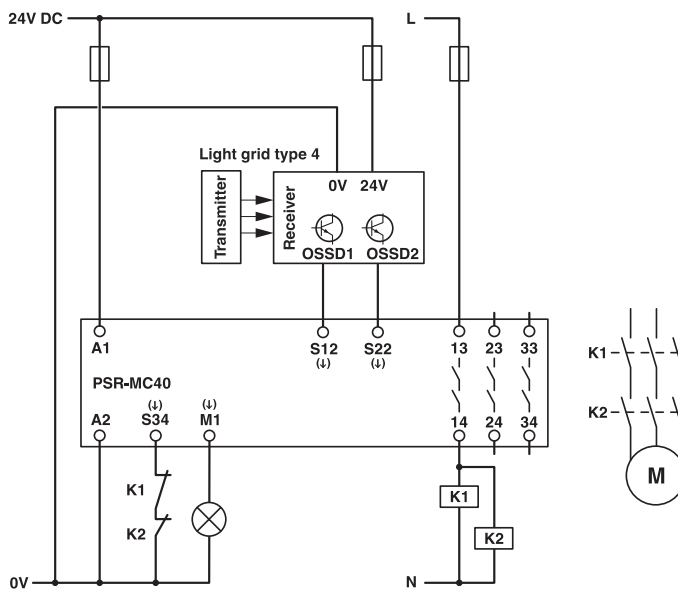 24V DC
L
Light grid type 4
Transmitter
Receiver
0V 24V
OSSD1 OSSD2
A1 S12 S22 13 23 33
(↓) (↓)
PSR-MC40
(↓) (↓)
A2 S34 M1 14 24 34
K1
K2
K1
K2
0V
N
K1
K2
M